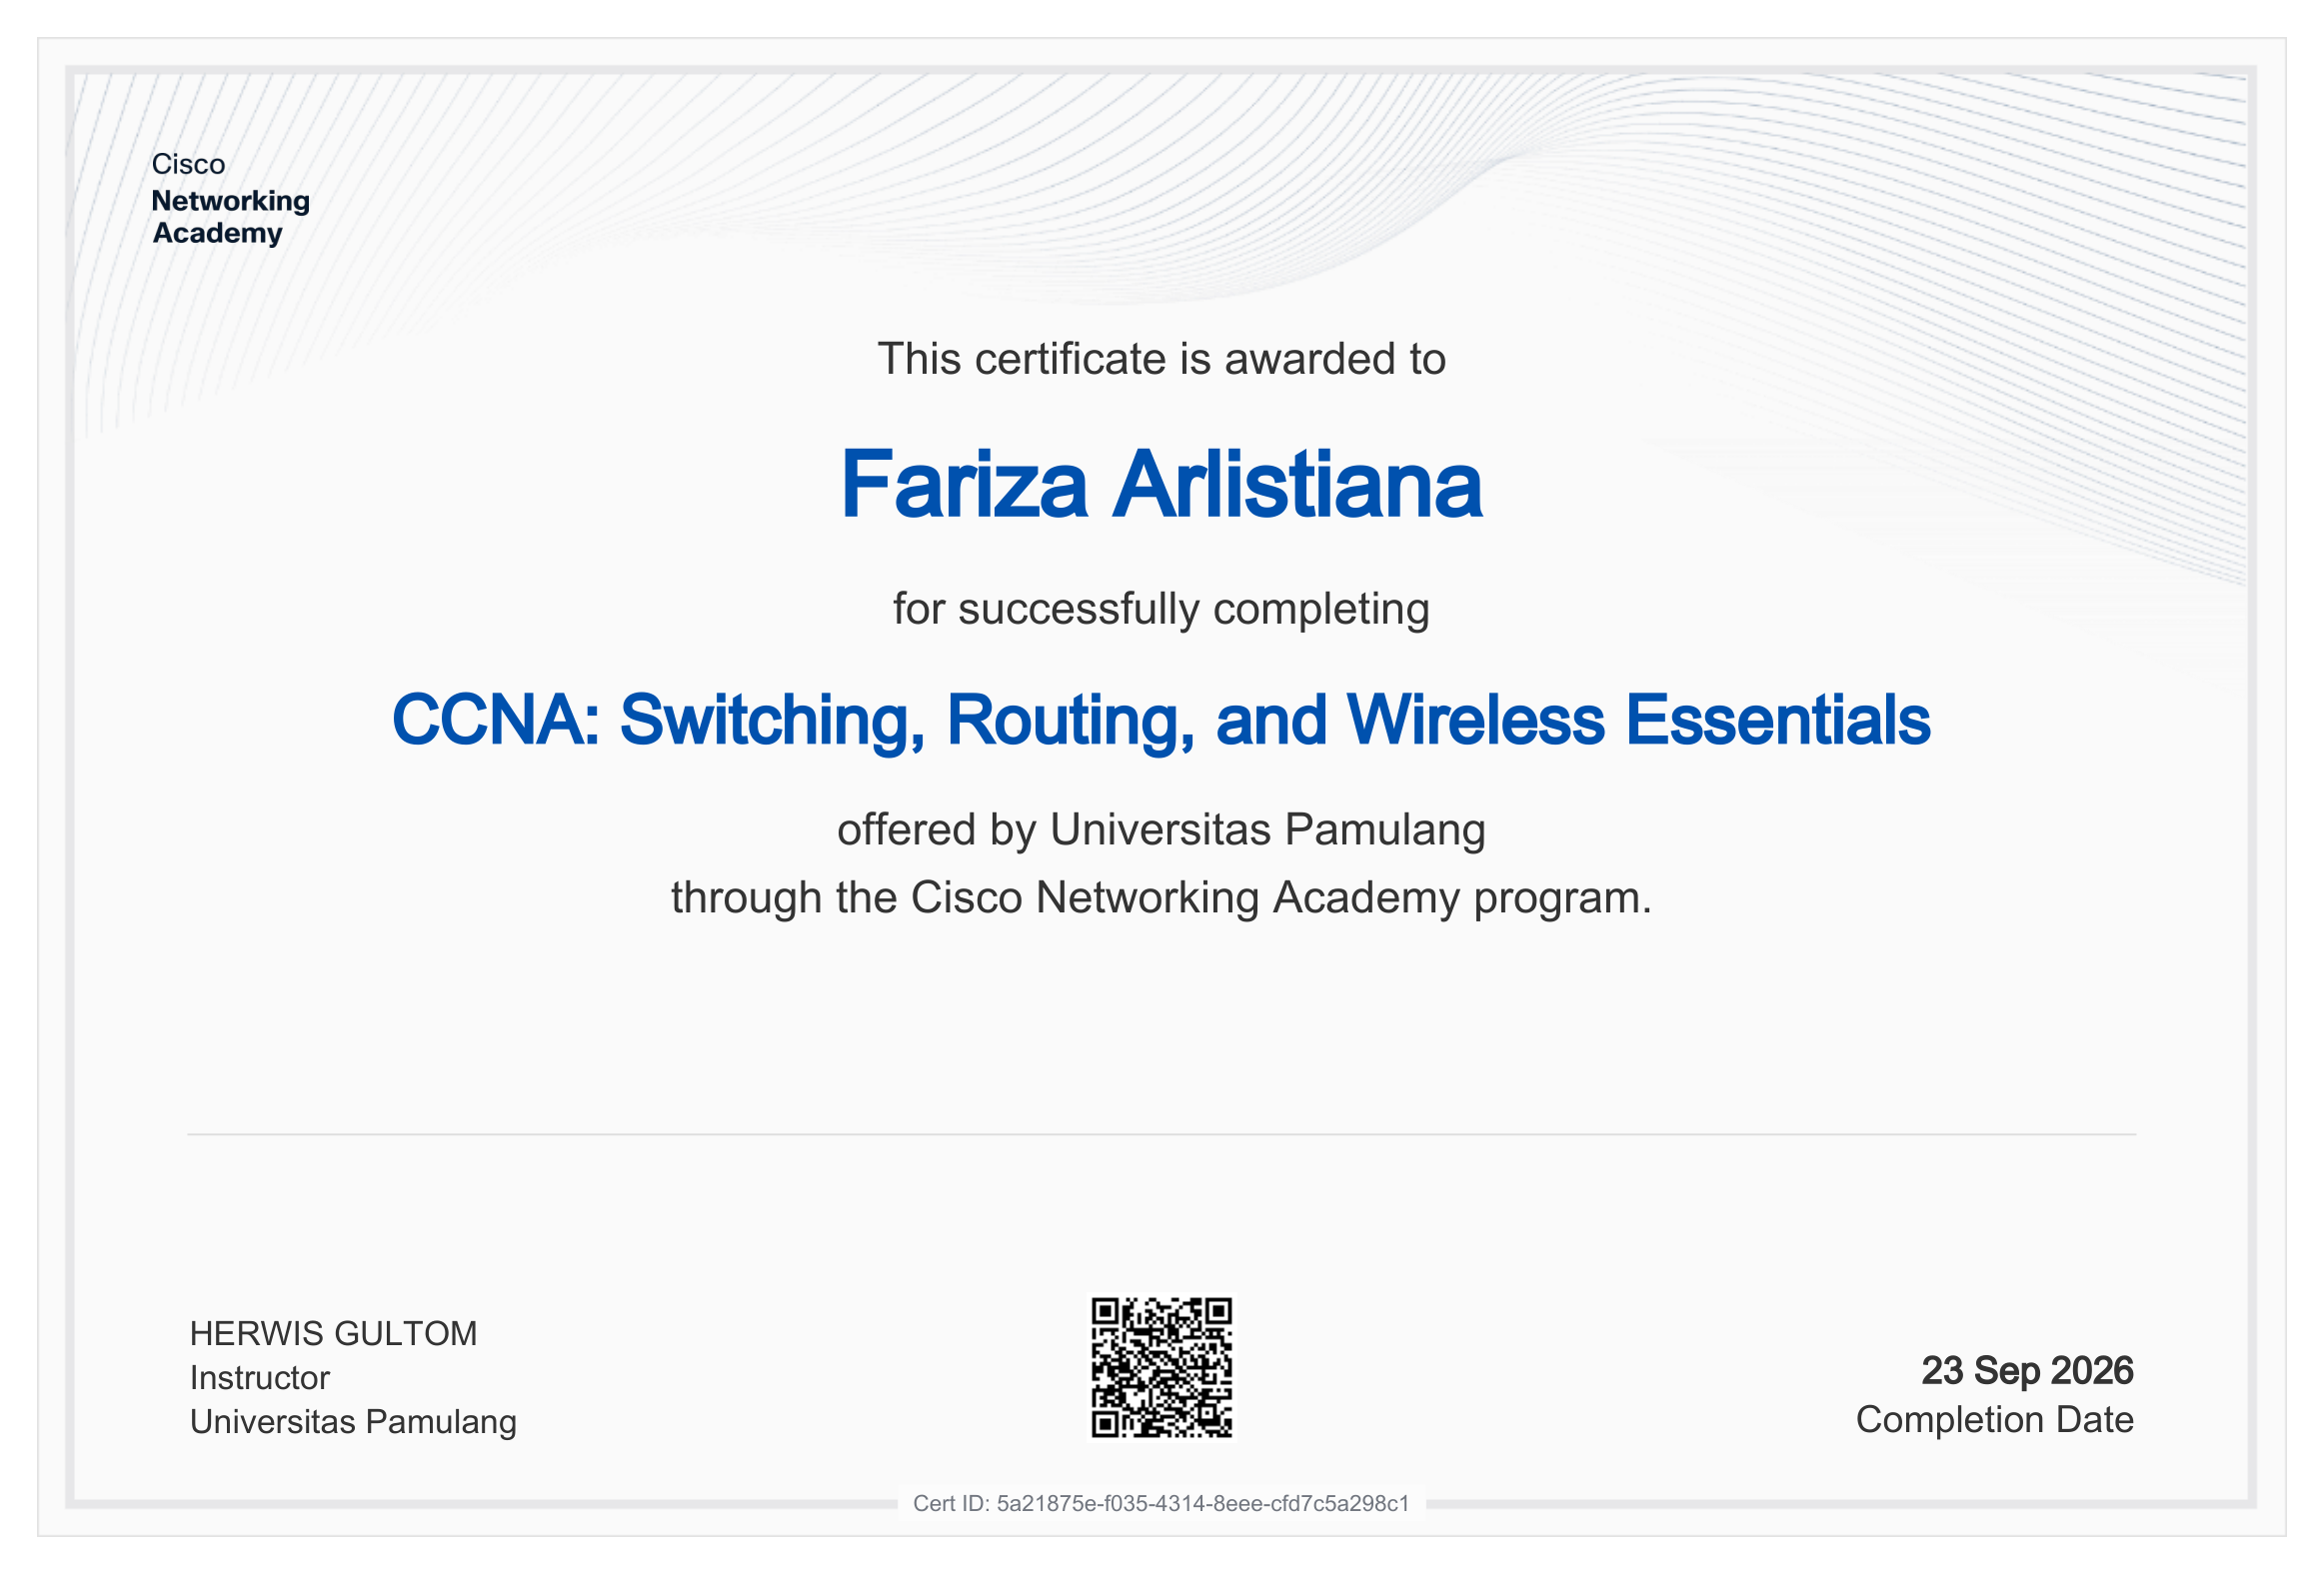 Cisco
Networking
Academy
This certificate is awarded to
Fariza Arlistiana
for successfully completing
CCNA: Switching, Routing, and Wireless Essentials
offered by Universitas Pamulang
through the Cisco Networking Academy program.
HERWIS GULTOM
Instructor
Universitas Pamulang
23 Sep 2026
Completion Date
Cert ID: 5a21875e-f035-4314-8eee-cfd7c5a298c1